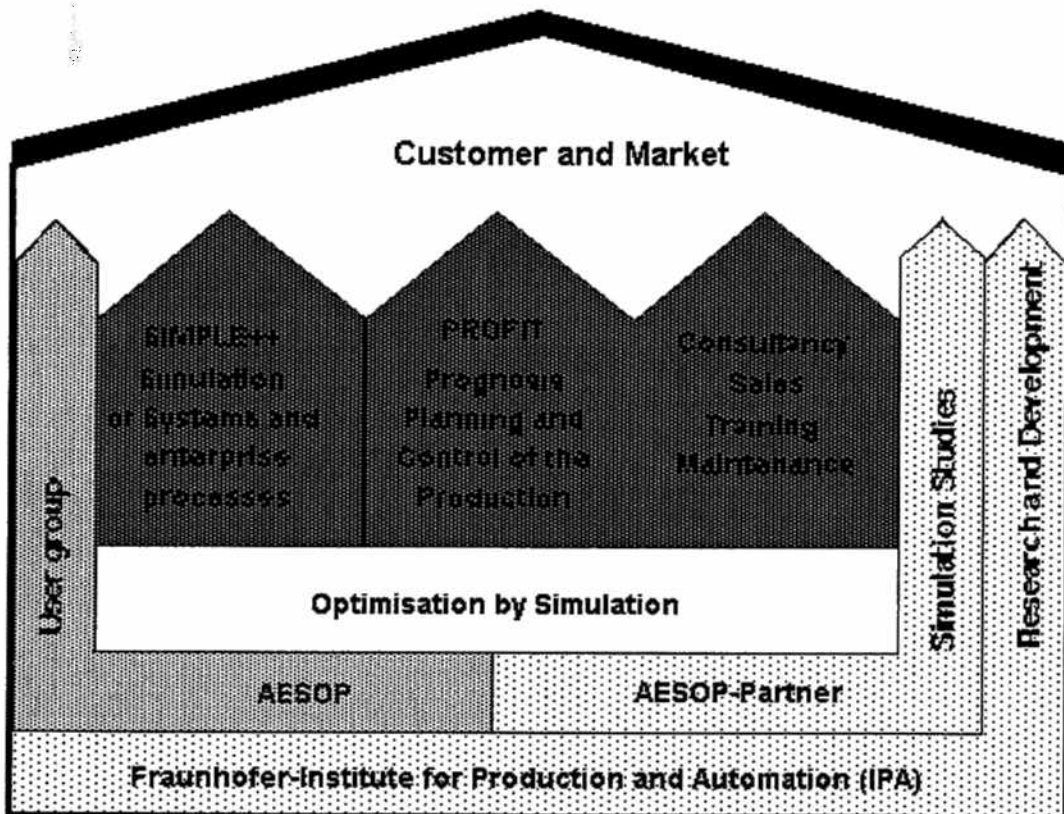 Customer and Market
SIMPLE++
Simulation
of Systems and
enterprise
processes
PROFIT
Prognosis
Planning and
Control of the
Production
Consultancy
Sales
Training
Maintenance
User group
Simulation Studies
Research and Development
Optimisation by Simulation
AESOP
AESOP-Partner
Fraunhofer-Institute for Production and Automation (IPA)